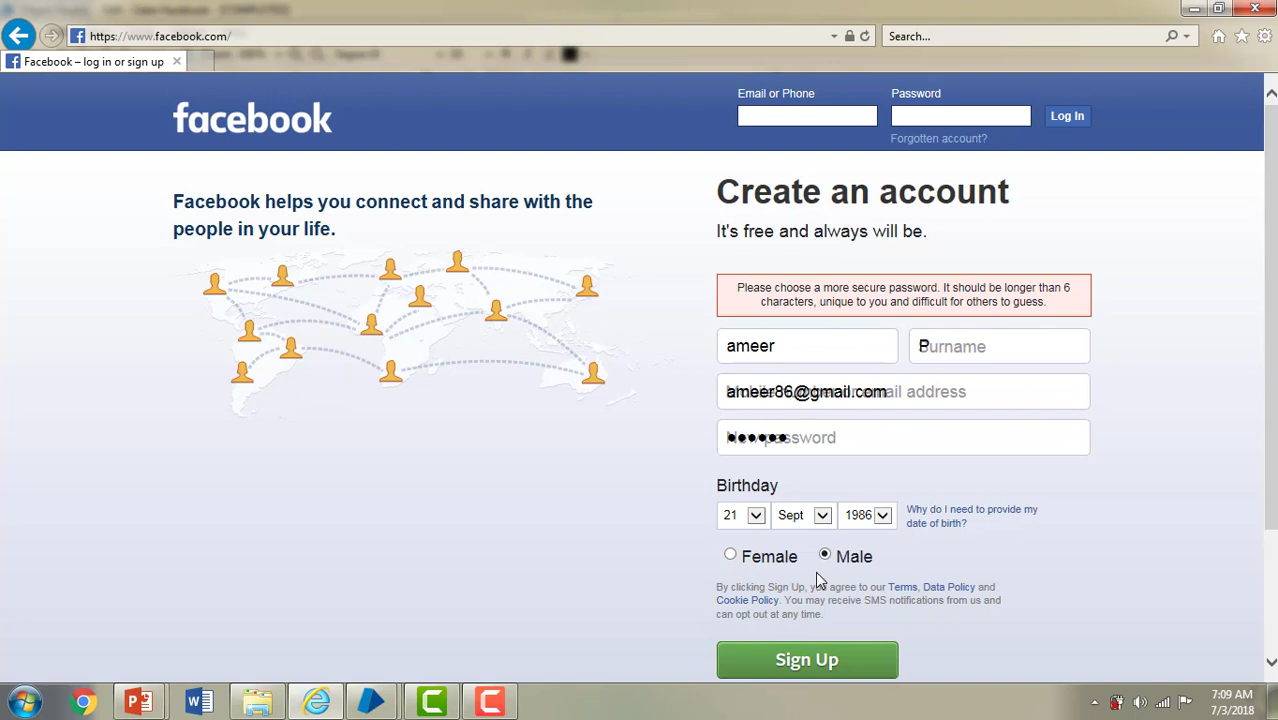 https://www.facebook.com/
Search...
Facebook – log in or sign up
facebook
Email or Phone
Password
Log In
Forgotten account?
Facebook helps you connect and share with the
people in your life.
Create an account
It's free and always will be.
Please choose a more secure password. It should be longer than 6
characters, unique to you and difficult for others to guess.
ameer
Surname
ameer86@gmail.com
Birthday
21 Sept 1986
Why do I need to provide my
date of birth?
Female Male
By clicking Sign Up, you agree to our Terms, Data Policy and
Cookie Policy. You may receive SMS notifications from us and
can opt out at any time.
Sign Up
7:09 AM
7/3/2018